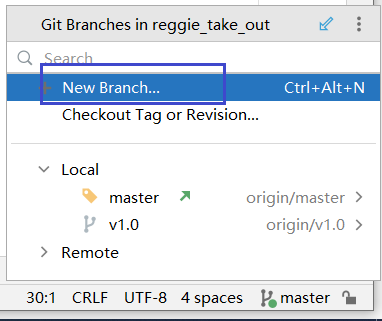 Git Branches in reggie_take_out
Search
New Branch... Ctrl+Alt+N
Checkout Tag or Revision...
Local
master origin/master
v1.0 origin/v1.0
Remote
30:1 CRLF UTF-8 4 spaces master